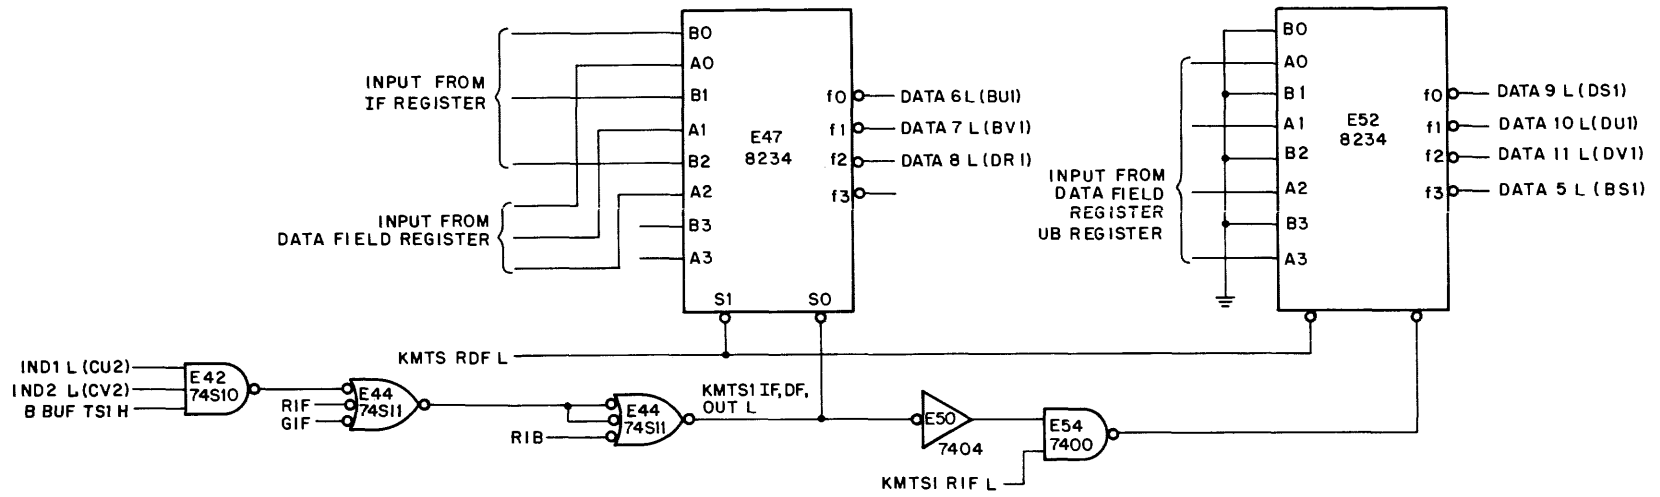 INPUT FROM
IF REGISTER
INPUT FROM
DATA FIELD REGISTER
B0
A0
B1
A1
B2
A2
B3
A3
E47
8234
f0
f1
f2
f3
S1
S0
DATA 6 L (BU1)
DATA 7 L (BV1)
DATA 8 L (DR1)
INPUT FROM
DATA FIELD
REGISTER
UB REGISTER
B0
A0
B1
A1
B2
A2
B3
A3
E52
8234
f0
f1
f2
f3
DATA 9 L (DS1)
DATA 10 L (DU1)
DATA 11 L (DV1)
DATA 5 L (BS1)
KMTS RDF L
IND1 L (CU2)
IND2 L (CV2)
B BUF TS1 H
E42
74S10
RIF
GIF
E44
74S11
RIB
E44
74S11
KMTS1 IF, DF,
OUT L
E50
7404
KMTS1 RIF L
E54
7400